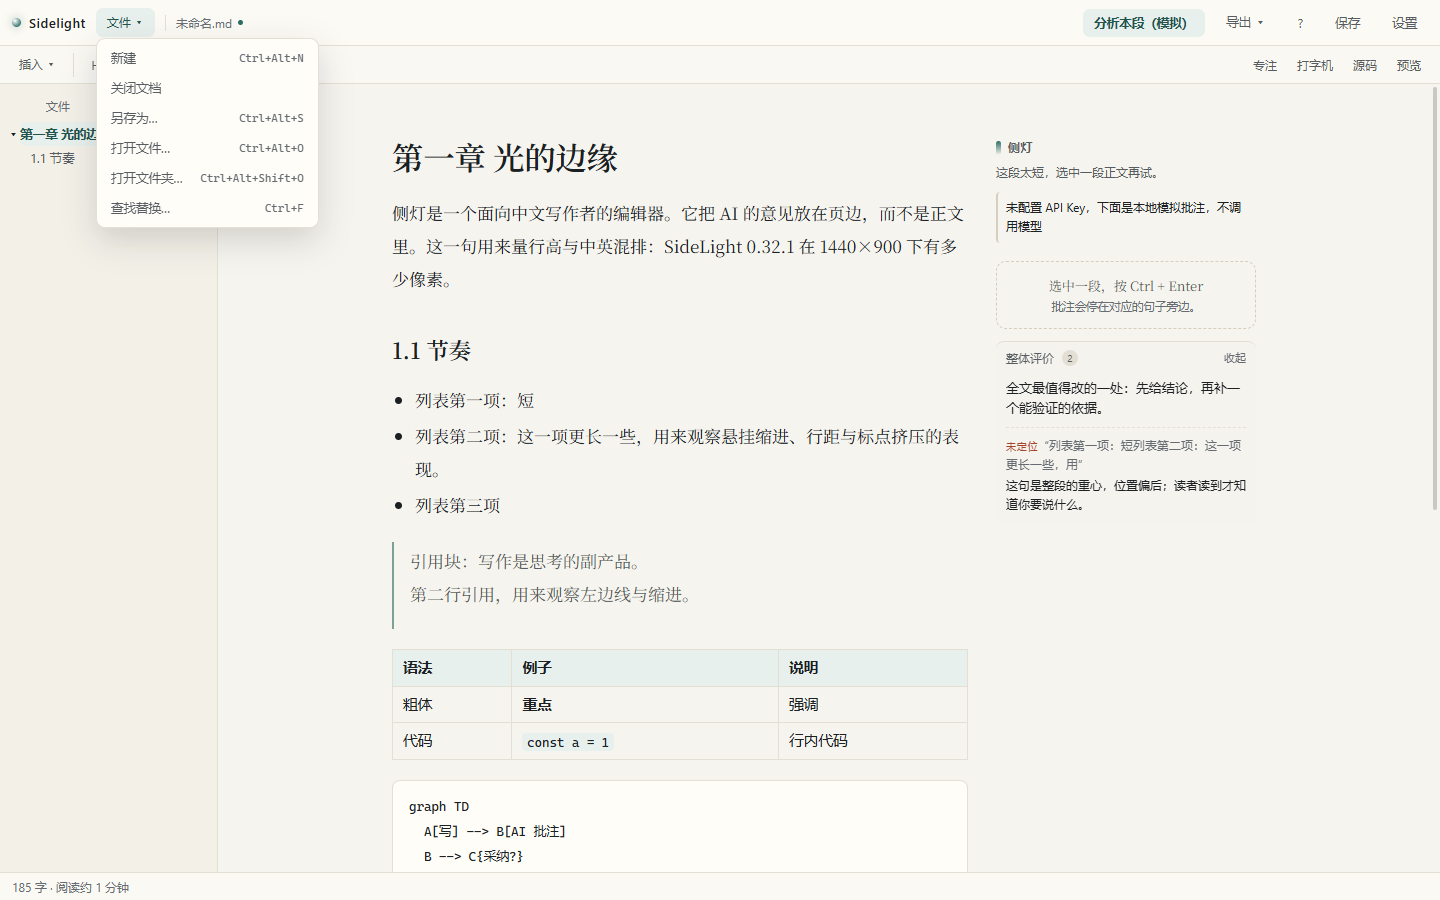 Sidelight
文件
未命名.md
分析本段（模拟）
导出
?
保存
设置
插入
专注
打字机
源码
预览
新建 Ctrl+Alt+N
关闭文档
另存为... Ctrl+Alt+S
打开文件... Ctrl+Alt+O
打开文件夹... Ctrl+Alt+Shift+O
查找替换... Ctrl+F
文件
第一章 光的边
1.1 节奏
第一章 光的边缘
侧灯是一个面向中文写作者的编辑器。它把 AI 的意见放在页边，而不是正文
里。这一句用来量行高与中英混排：SideLight 0.32.1 在 1440×900 下有多
少像素。
1.1 节奏
列表第一项：短
列表第二项：这一项更长一些，用来观察悬挂缩进、行距与标点挤压的表
现。
列表第三项
引用块：写作是思考的副产品。
第二行引用，用来观察左边线与缩进。
语法 例子 说明
粗体 重点 强调
代码 const a = 1 行内代码
graph TD
A[写] --> B[AI 批注]
B --> C{采纳?}
侧灯
这段太短，选中一段正文再试。
未配置 API Key，下面是本地模拟批注，不调
用模型
选中一段，按 Ctrl + Enter
批注会停在对应的句子旁边。
整体评价 2 收起
全文最值得改的一处：先给结论，再补一
个能验证的依据。
未定位 “列表第一项：短列表第二项：这一项
更长一些，用”
这句是整段的重心，位置偏后；读者读到才知
道你要说什么。
185 字 · 阅读约 1 分钟